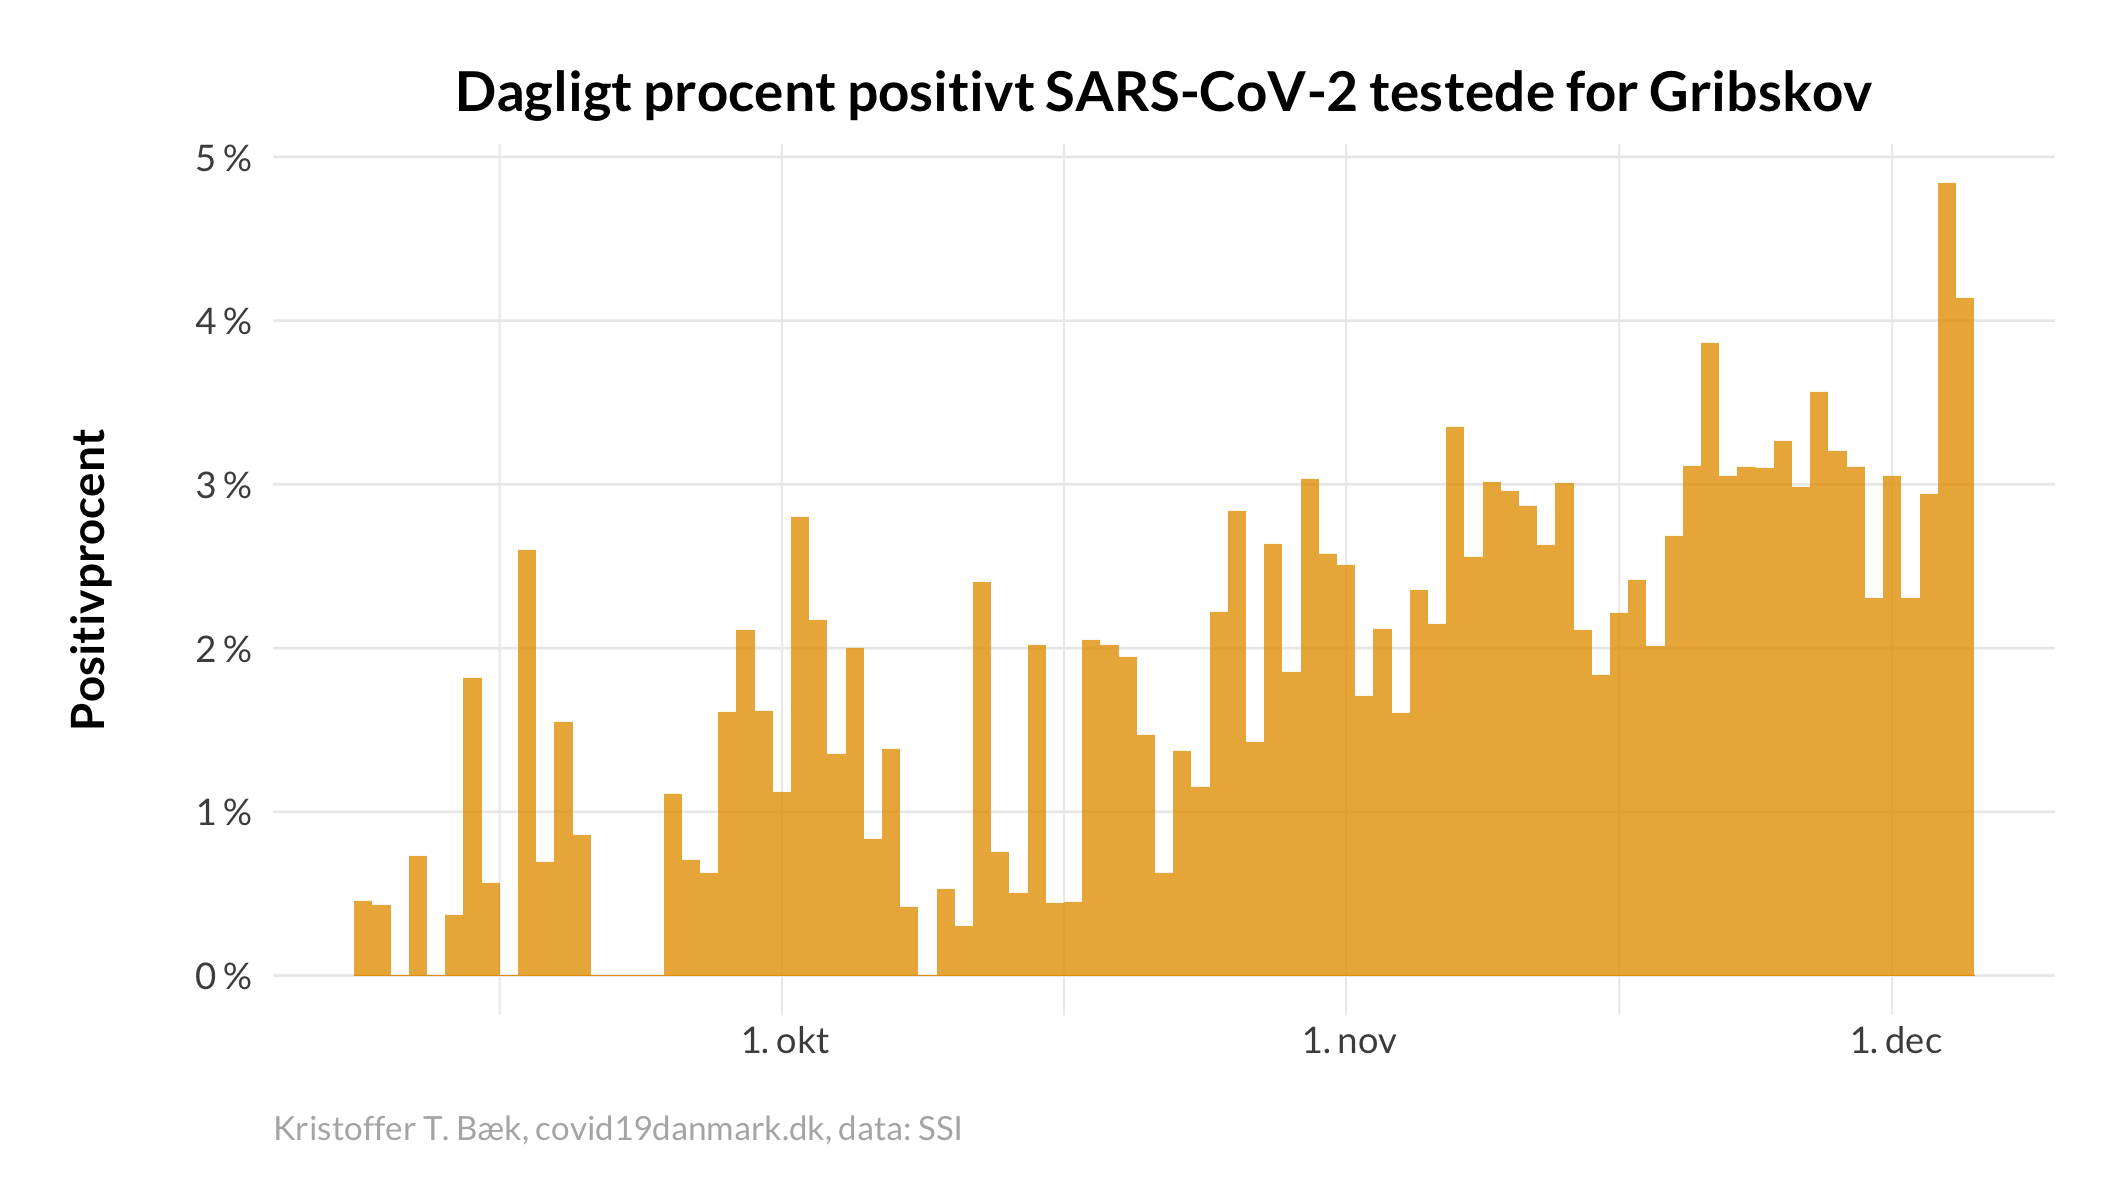 Dagligt procent positivt SARS-CoV-2 testede for Gribskov
Positivprocent
5 %
4 %
3 %
2 %
1 %
0 %
1. okt
1. nov
1. dec
Kristoffer T. Bæk, covid19danmark.dk, data: SSI